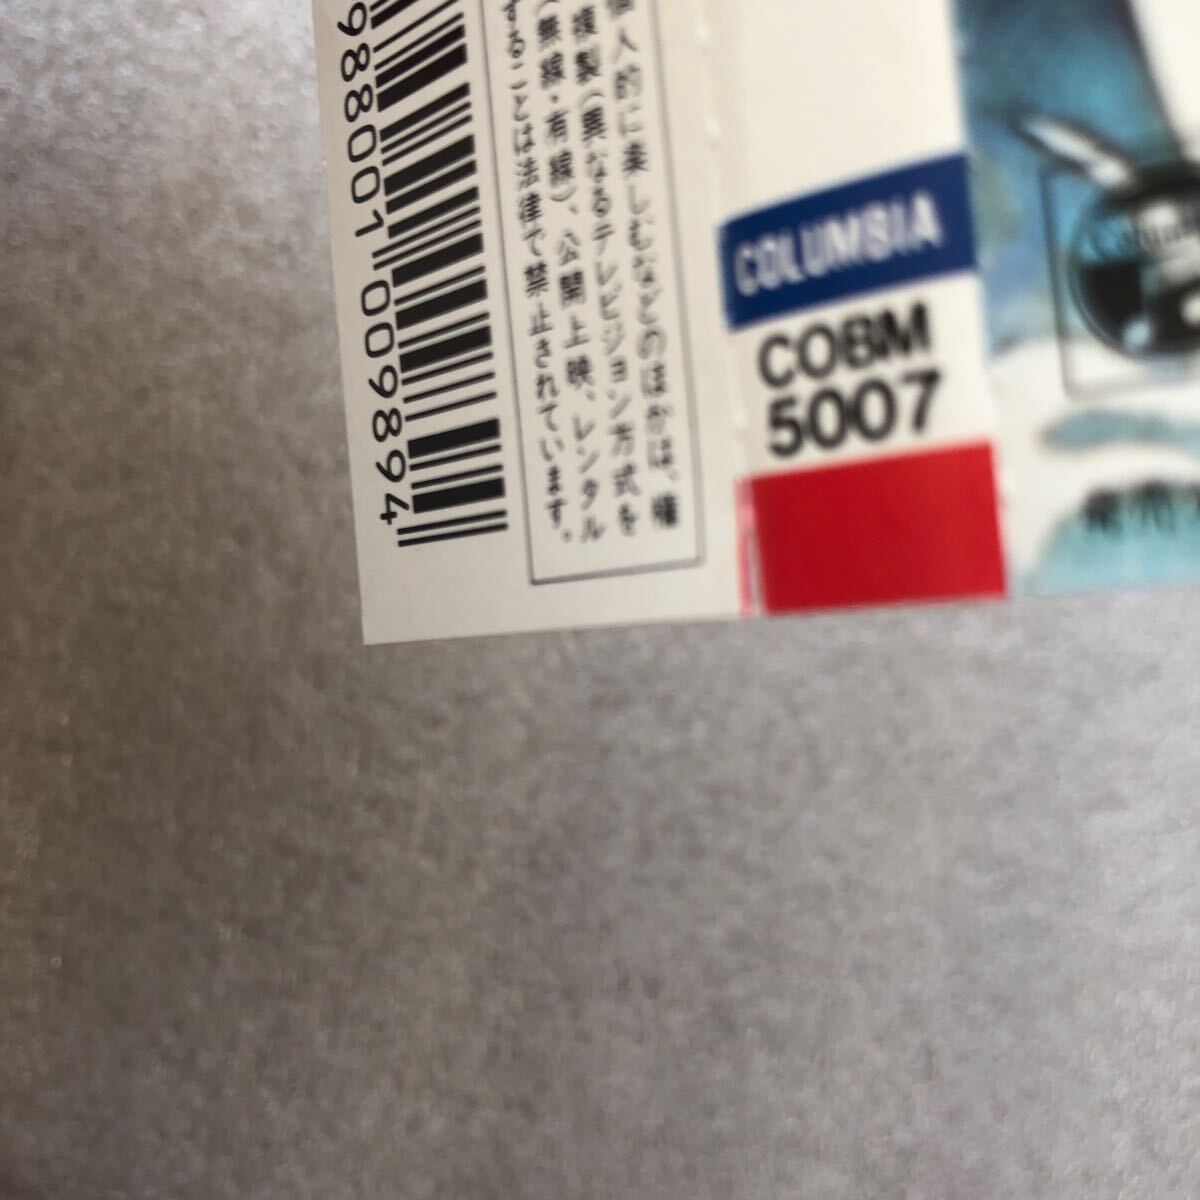 個人的に楽しむなどのほかは、権
複製(異なるテレビジョン方式を
(無線・有線)、公開上映、レンタル
することは法律で禁止されています。
988001 009894
COLUMBIA
COBM
5007